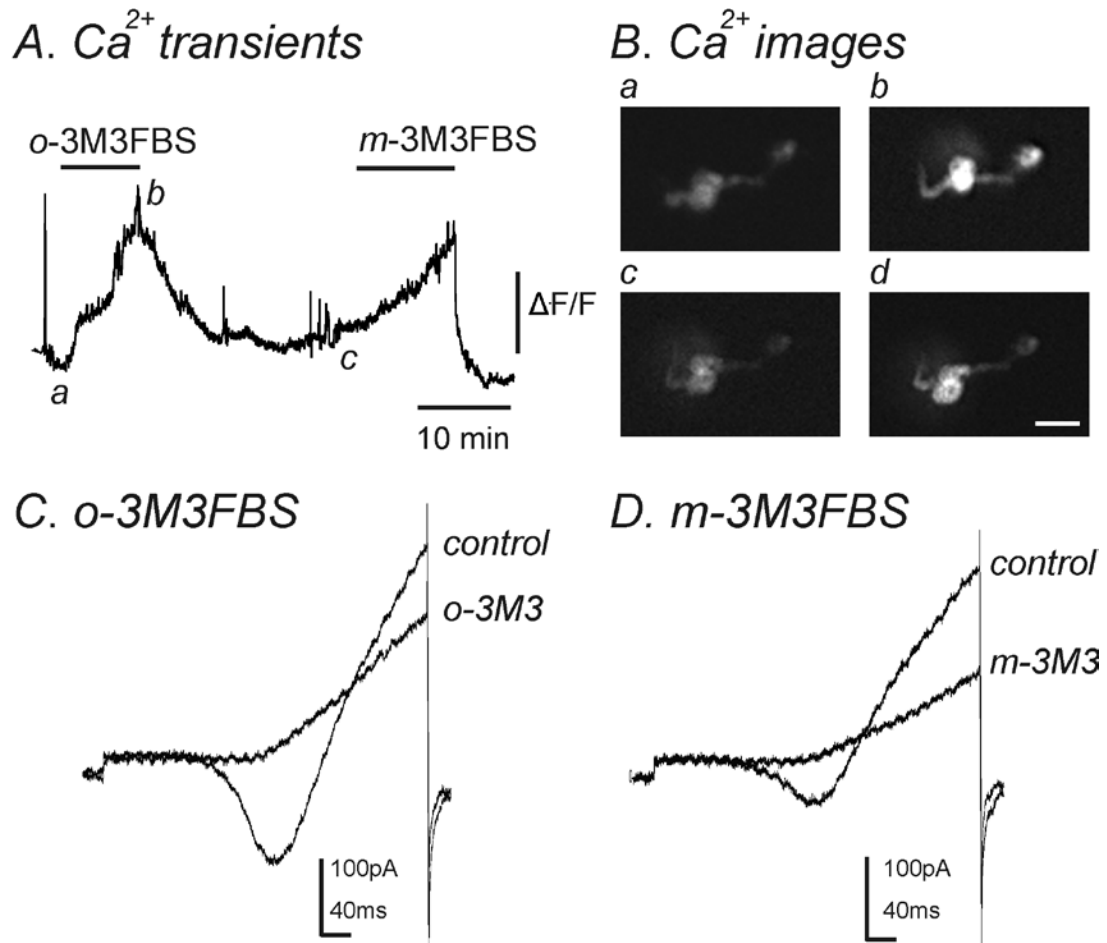 A. Ca²⁺ transients
o-3M3FBS
m-3M3FBS
b
a
c
ΔF/F
10 min
B. Ca²⁺ images
a
b
c
d
C. o-3M3FBS
control
o-3M3
100pA
40ms
D. m-3M3FBS
control
m-3M3
100pA
40ms